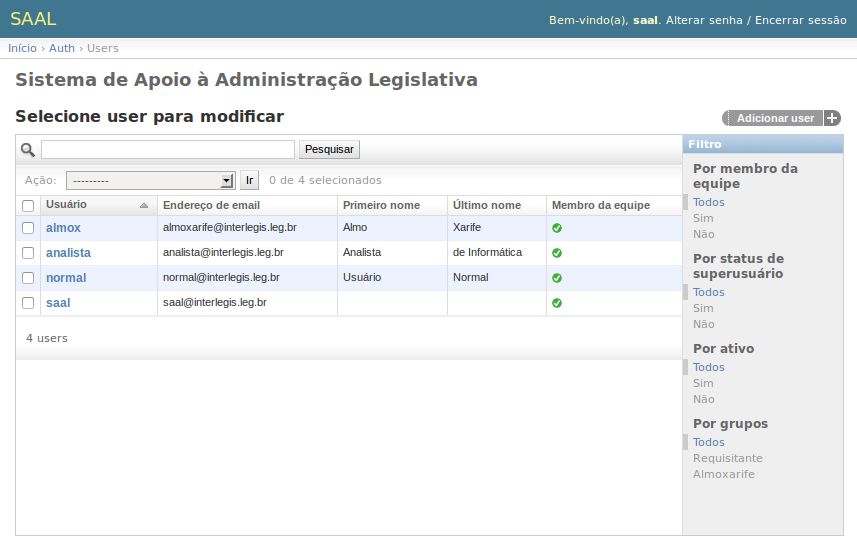 SAAL
Bem-vindo(a), saal. Alterar senha / Encerrar sessão
Início › Auth › Users
Sistema de Apoio à Administração Legislativa
Selecione user para modificar
Adicionar user +
Pesquisar
Ação: --------- Ir 0 de 4 selecionados
Usuário Endereço de email Primeiro nome Último nome Membro da equipe
almox almoxarife@interlegis.leg.br Almo Xarife
analista analista@interlegis.leg.br Analista de Informática
normal normal@interlegis.leg.br Usuário Normal
saal saal@interlegis.leg.br
4 users
Filtro
Por membro da
equipe
Todos
Sim
Não
Por status de
superusuário
Todos
Sim
Não
Por ativo
Todos
Sim
Não
Por grupos
Todos
Requisitante
Almoxarife